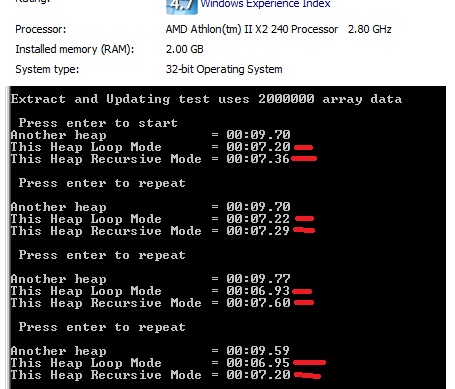 Rating:
4.7 Windows Experience Index
Processor: AMD Athlon(tm) II X2 240 Processor 2.80 GHz
Installed memory (RAM): 2.00 GB
System type: 32-bit Operating System
Extract and Updating test uses 2000000 array data
Press enter to start
Another heap = 00:09.70
This Heap Loop Mode = 00:07.20
This Heap Recursive Mode = 00:07.36
Press enter to repeat
Another heap = 00:09.70
This Heap Loop Mode = 00:07.22
This Heap Recursive Mode = 00:07.29
Press enter to repeat
Another heap = 00:09.77
This Heap Loop Mode = 00:06.93
This Heap Recursive Mode = 00:07.60
Press enter to repeat
Another heap = 00:09.59
This Heap Loop Mode = 00:06.95
This Heap Recursive Mode = 00:07.20